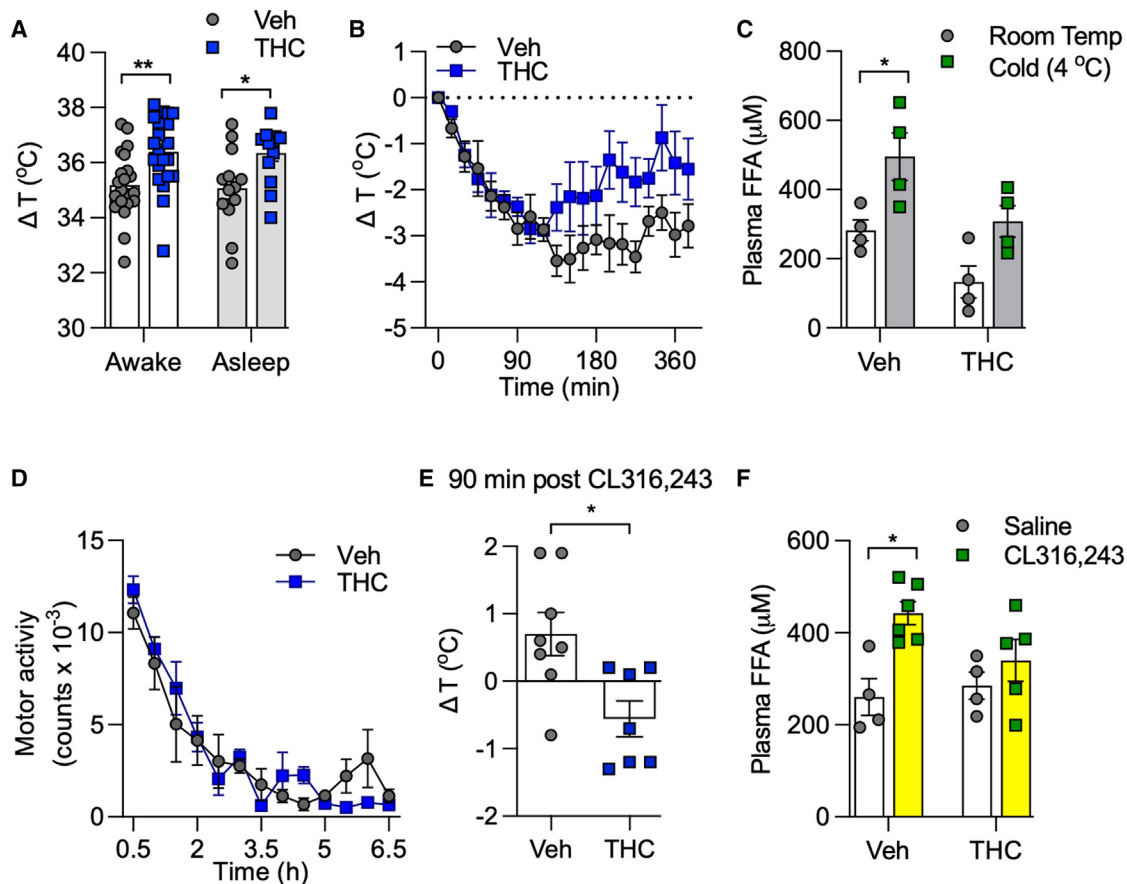 A
Veh
THC
Δ T (ºC)
40
38
36
34
32
30
**
*
Awake
Asleep
B
Veh
THC
Δ T (ºC)
1
0
-1
-2
-3
-4
-5
0
90
180
360
Time (min)
C
Room Temp
Cold (4 ºC)
Plasma FFA (μM)
800
600
400
200
0
*
Veh
THC
D
Veh
THC
Motor activiy
(counts x 10-3)
15
10
5
0
0.5
2
3.5
5
6.5
Time (h)
E
90 min post CL316,243
*
Δ T (ºC)
2
1
0
-1
-2
Veh
THC
F
Saline
CL316,243
Plasma FFA (μM)
600
400
200
0
*
Veh
THC